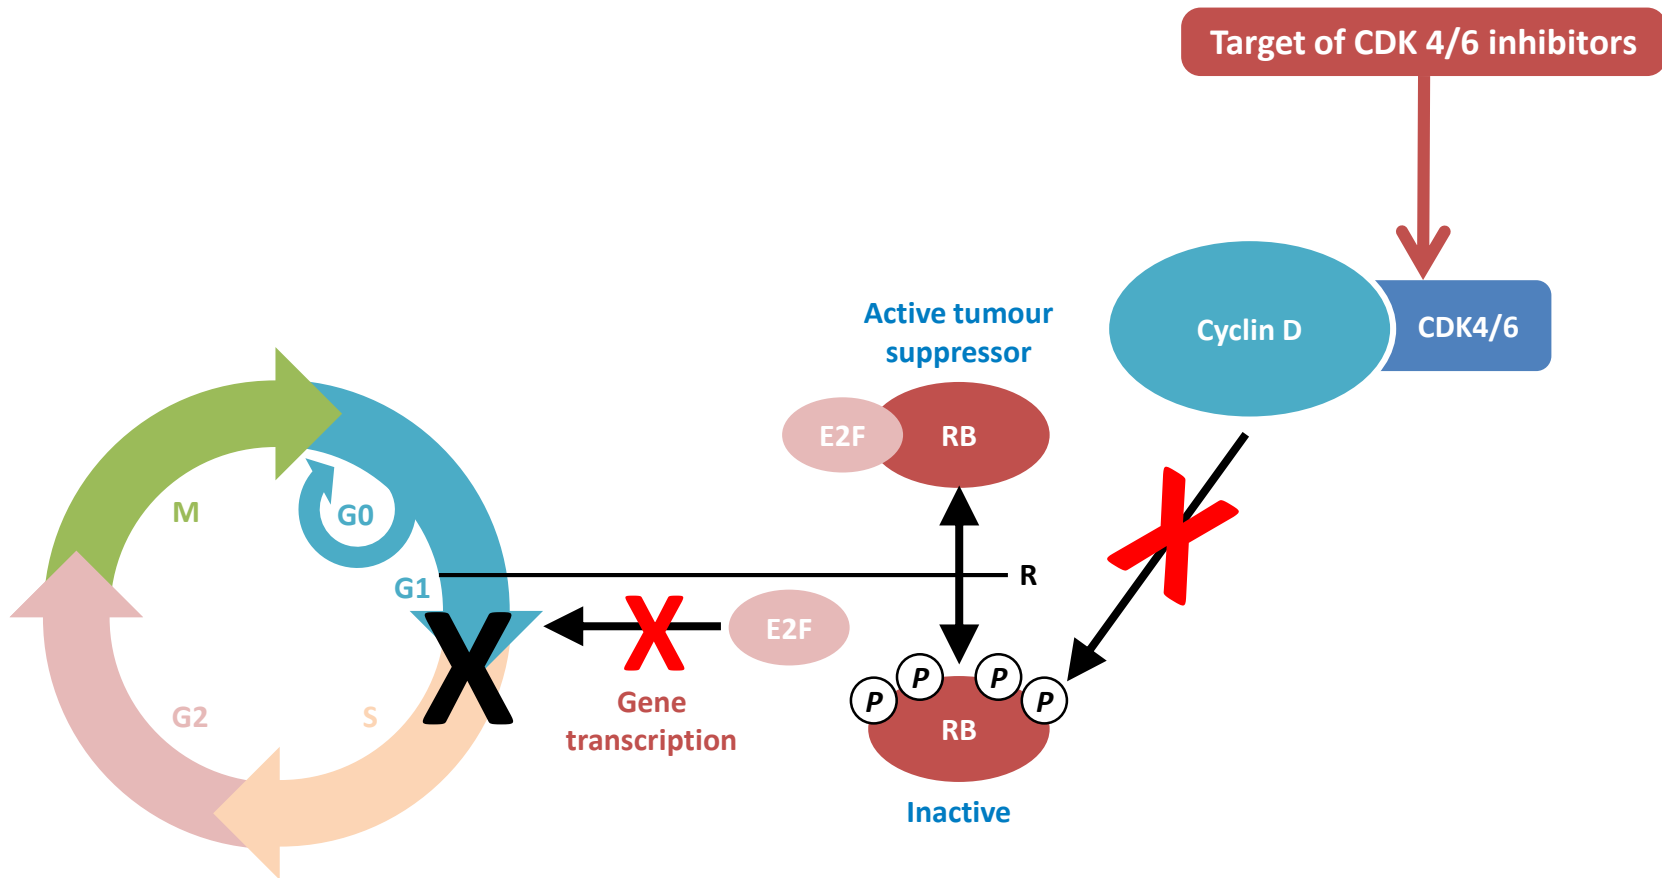 Target of CDK 4/6 inhibitors
Active tumour
suppressor
Cyclin D
CDK4/6
E2F
RB
M
G0
G1
R
E2F
P
P
P
P
G2
S
Gene
transcription
RB
Inactive